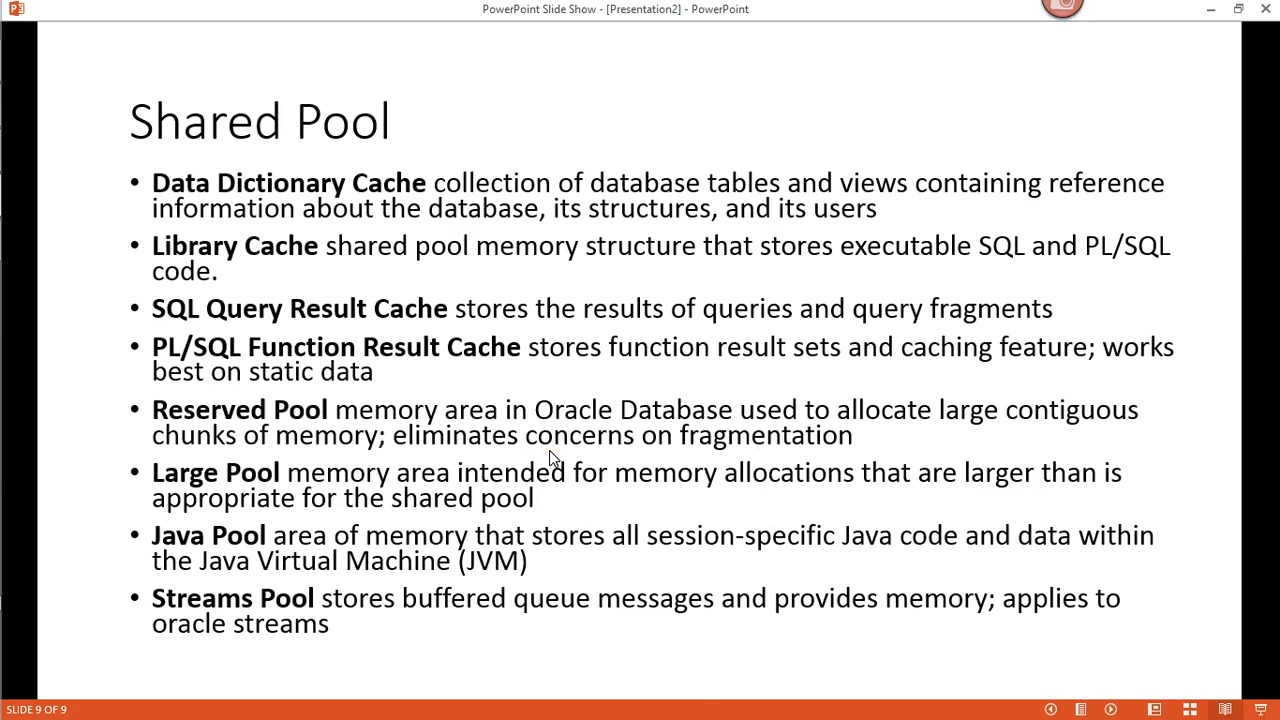 PowerPoint Slide Show - [Presentation2] - PowerPoint
Shared Pool
• Data Dictionary Cache collection of database tables and views containing reference
information about the database, its structures, and its users
• Library Cache shared pool memory structure that stores executable SQL and PL/SQL
code.
• SQL Query Result Cache stores the results of queries and query fragments
• PL/SQL Function Result Cache stores function result sets and caching feature; works
best on static data
• Reserved Pool memory area in Oracle Database used to allocate large contiguous
chunks of memory; eliminates concerns on fragmentation
• Large Pool memory area intended for memory allocations that are larger than is
appropriate for the shared pool
• Java Pool area of memory that stores all session-specific Java code and data within
the Java Virtual Machine (JVM)
• Streams Pool stores buffered queue messages and provides memory; applies to
oracle streams
SLIDE 9 OF 9